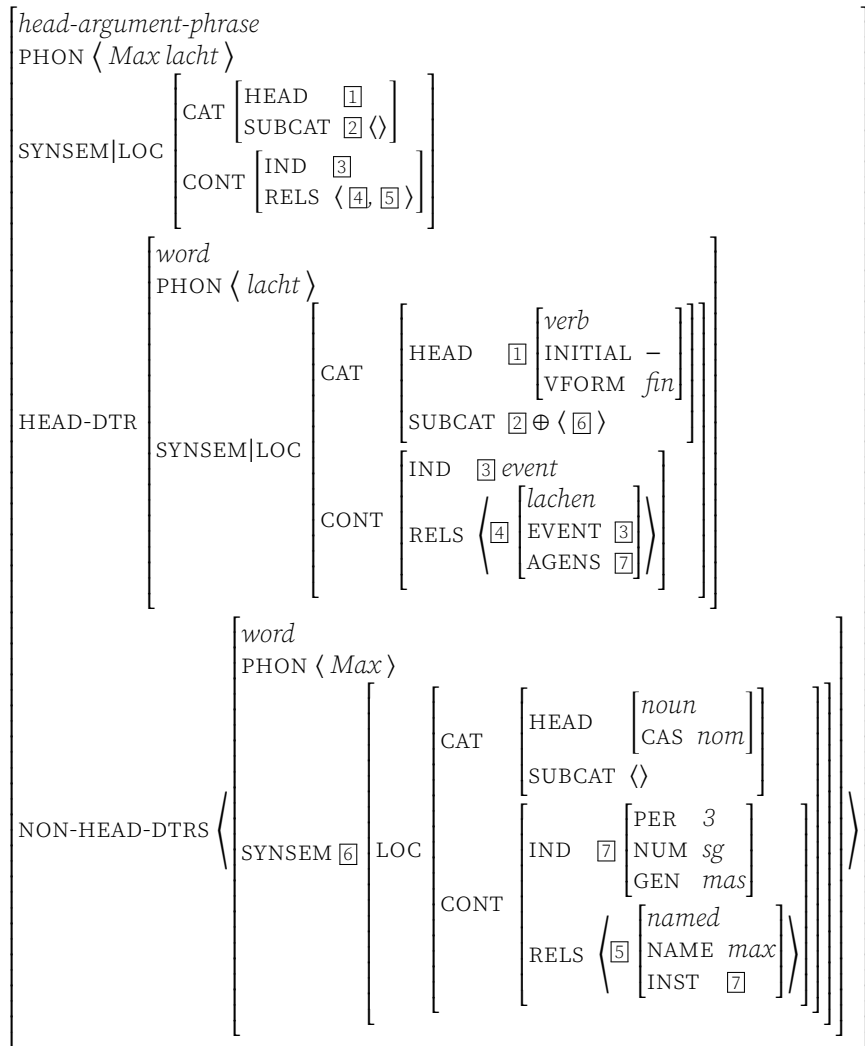 head-argument-phrase
PHON ⟨ Max lacht ⟩
SYNSEM|LOC
CAT
HEAD 1
SUBCAT 2 ⟨⟩
CONT
IND 3
RELS ⟨ 4, 5 ⟩
HEAD-DTR
word
PHON ⟨ lacht ⟩
SYNSEM|LOC
CAT
HEAD 1
verb
INITIAL −
VFORM fin
SUBCAT 2 ⊕ ⟨ 6 ⟩
CONT
IND 3 event
RELS ⟨ 4
lachen
EVENT 3
AGENS 7 ⟩
NON-HEAD-DTRS ⟨
word
PHON ⟨ Max ⟩
SYNSEM 6
LOC
CAT
HEAD
noun
CAS nom
SUBCAT ⟨⟩
CONT
IND 7
PER 3
NUM sg
GEN mas
RELS ⟨ 5
named
NAME max
INST 7 ⟩ ⟩